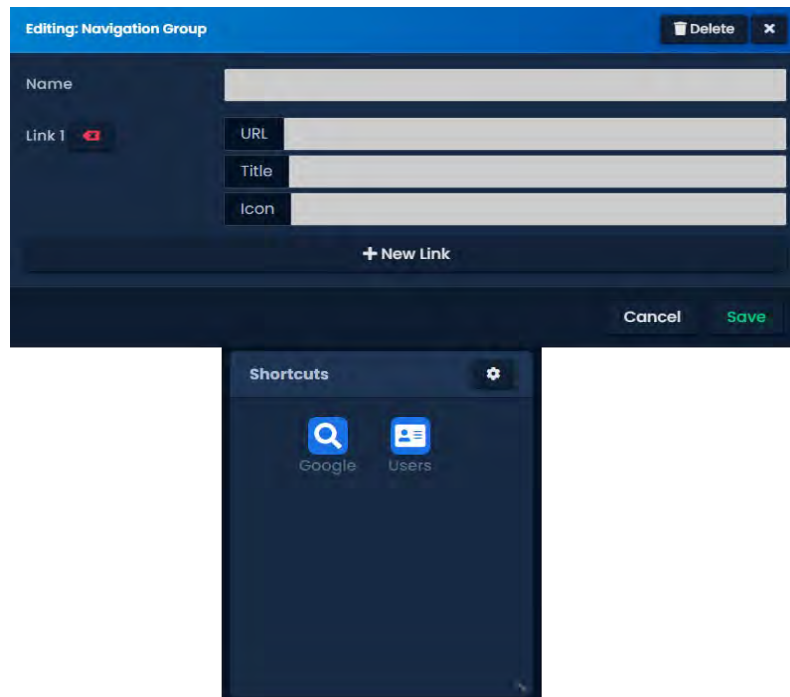 Editing: Navigation Group Delete
Name
Link 1 URL
Title
Icon
New Link
Cancel Save
Shortcuts
Google Users